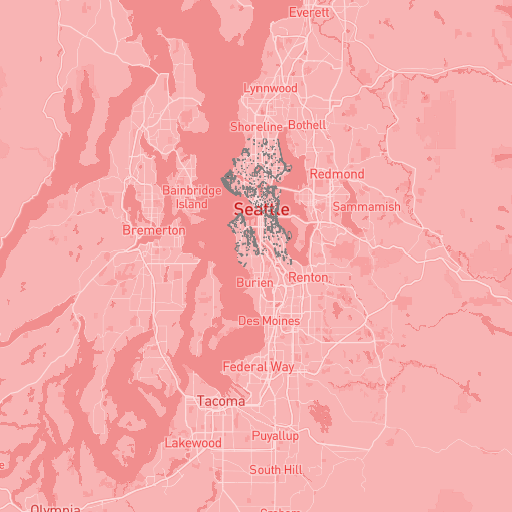 Everett
Lynnwood
Shoreline
Bothell
Redmond
Bainbridge
Island
Seattle
Sammamish
Bremerton
Renton
Burien
Des Moines
Federal Way
Tacoma
Puyallup
Lakewood
South Hill
Olympia